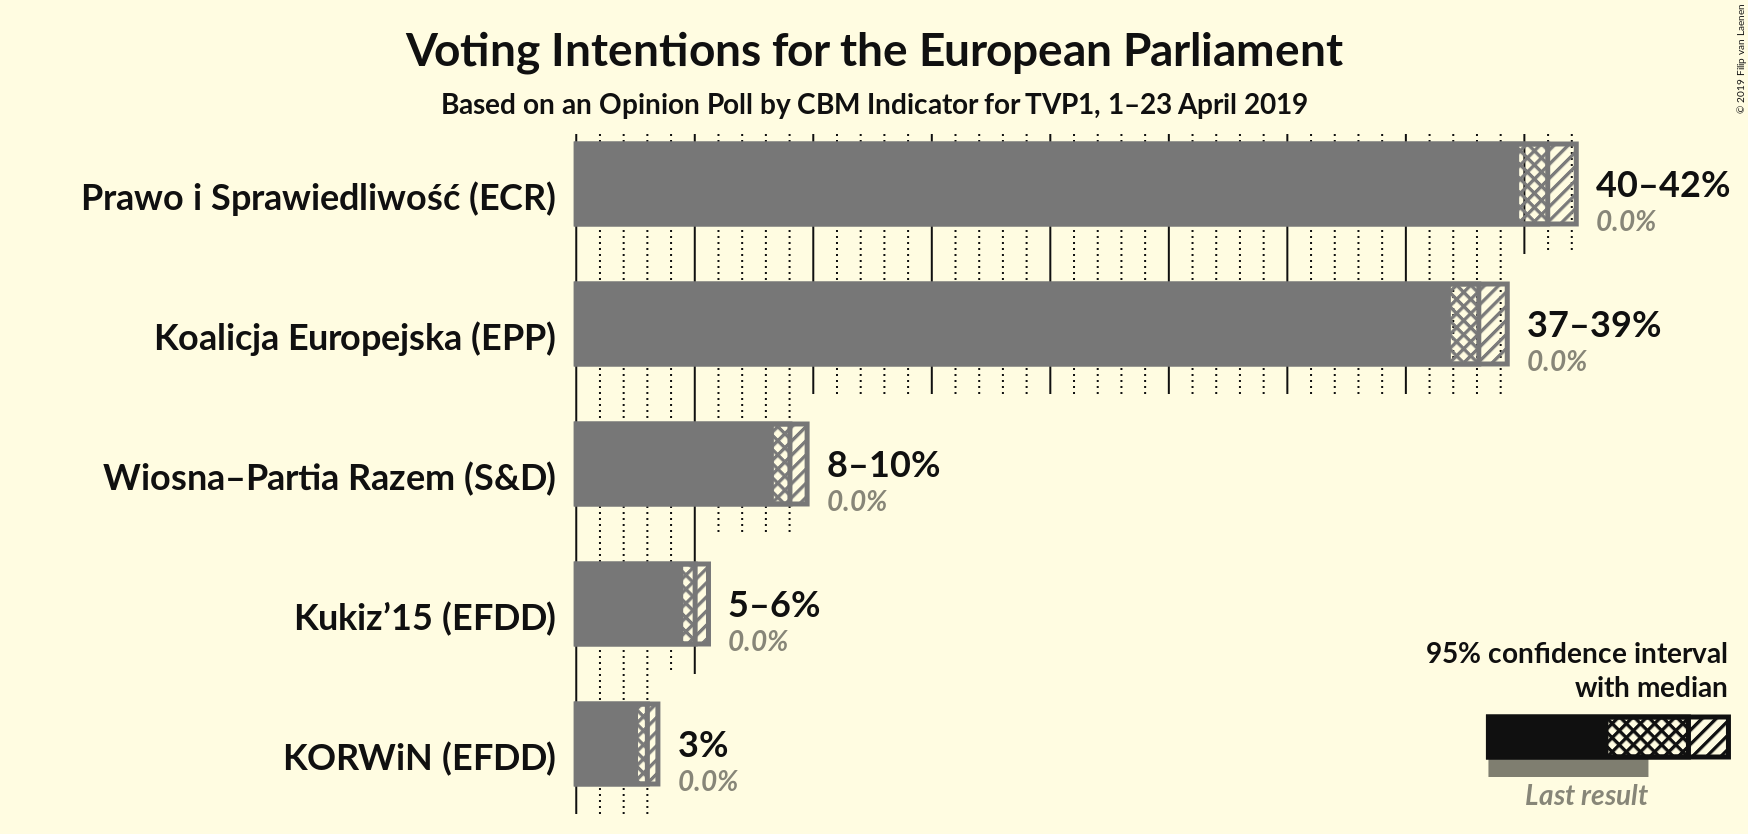 Voting Intentions for the European Parliament
Based on an Opinion Poll by CBM Indicator for TVP1, 1–23 April 2019
© 2019 Filip van Laenen
Prawo i Sprawiedliwość (ECR)
40–42%
0.0%
Koalicja Europejska (EPP)
37–39%
0.0%
Wiosna–Partia Razem (S&D)
8–10%
0.0%
Kukiz’15 (EFDD)
5–6%
0.0%
KORWiN (EFDD)
3%
0.0%
95% confidence interval
with median
Last result